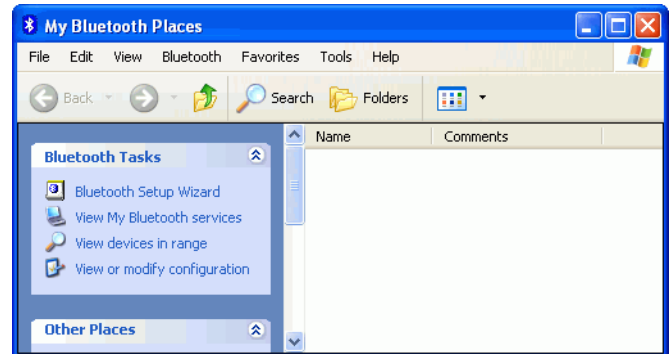 My Bluetooth Places
File Edit View Bluetooth Favorites Tools Help
Back Search Folders
Name Comments
Bluetooth Tasks
Bluetooth Setup Wizard
View My Bluetooth services
View devices in range
View or modify configuration
Other Places